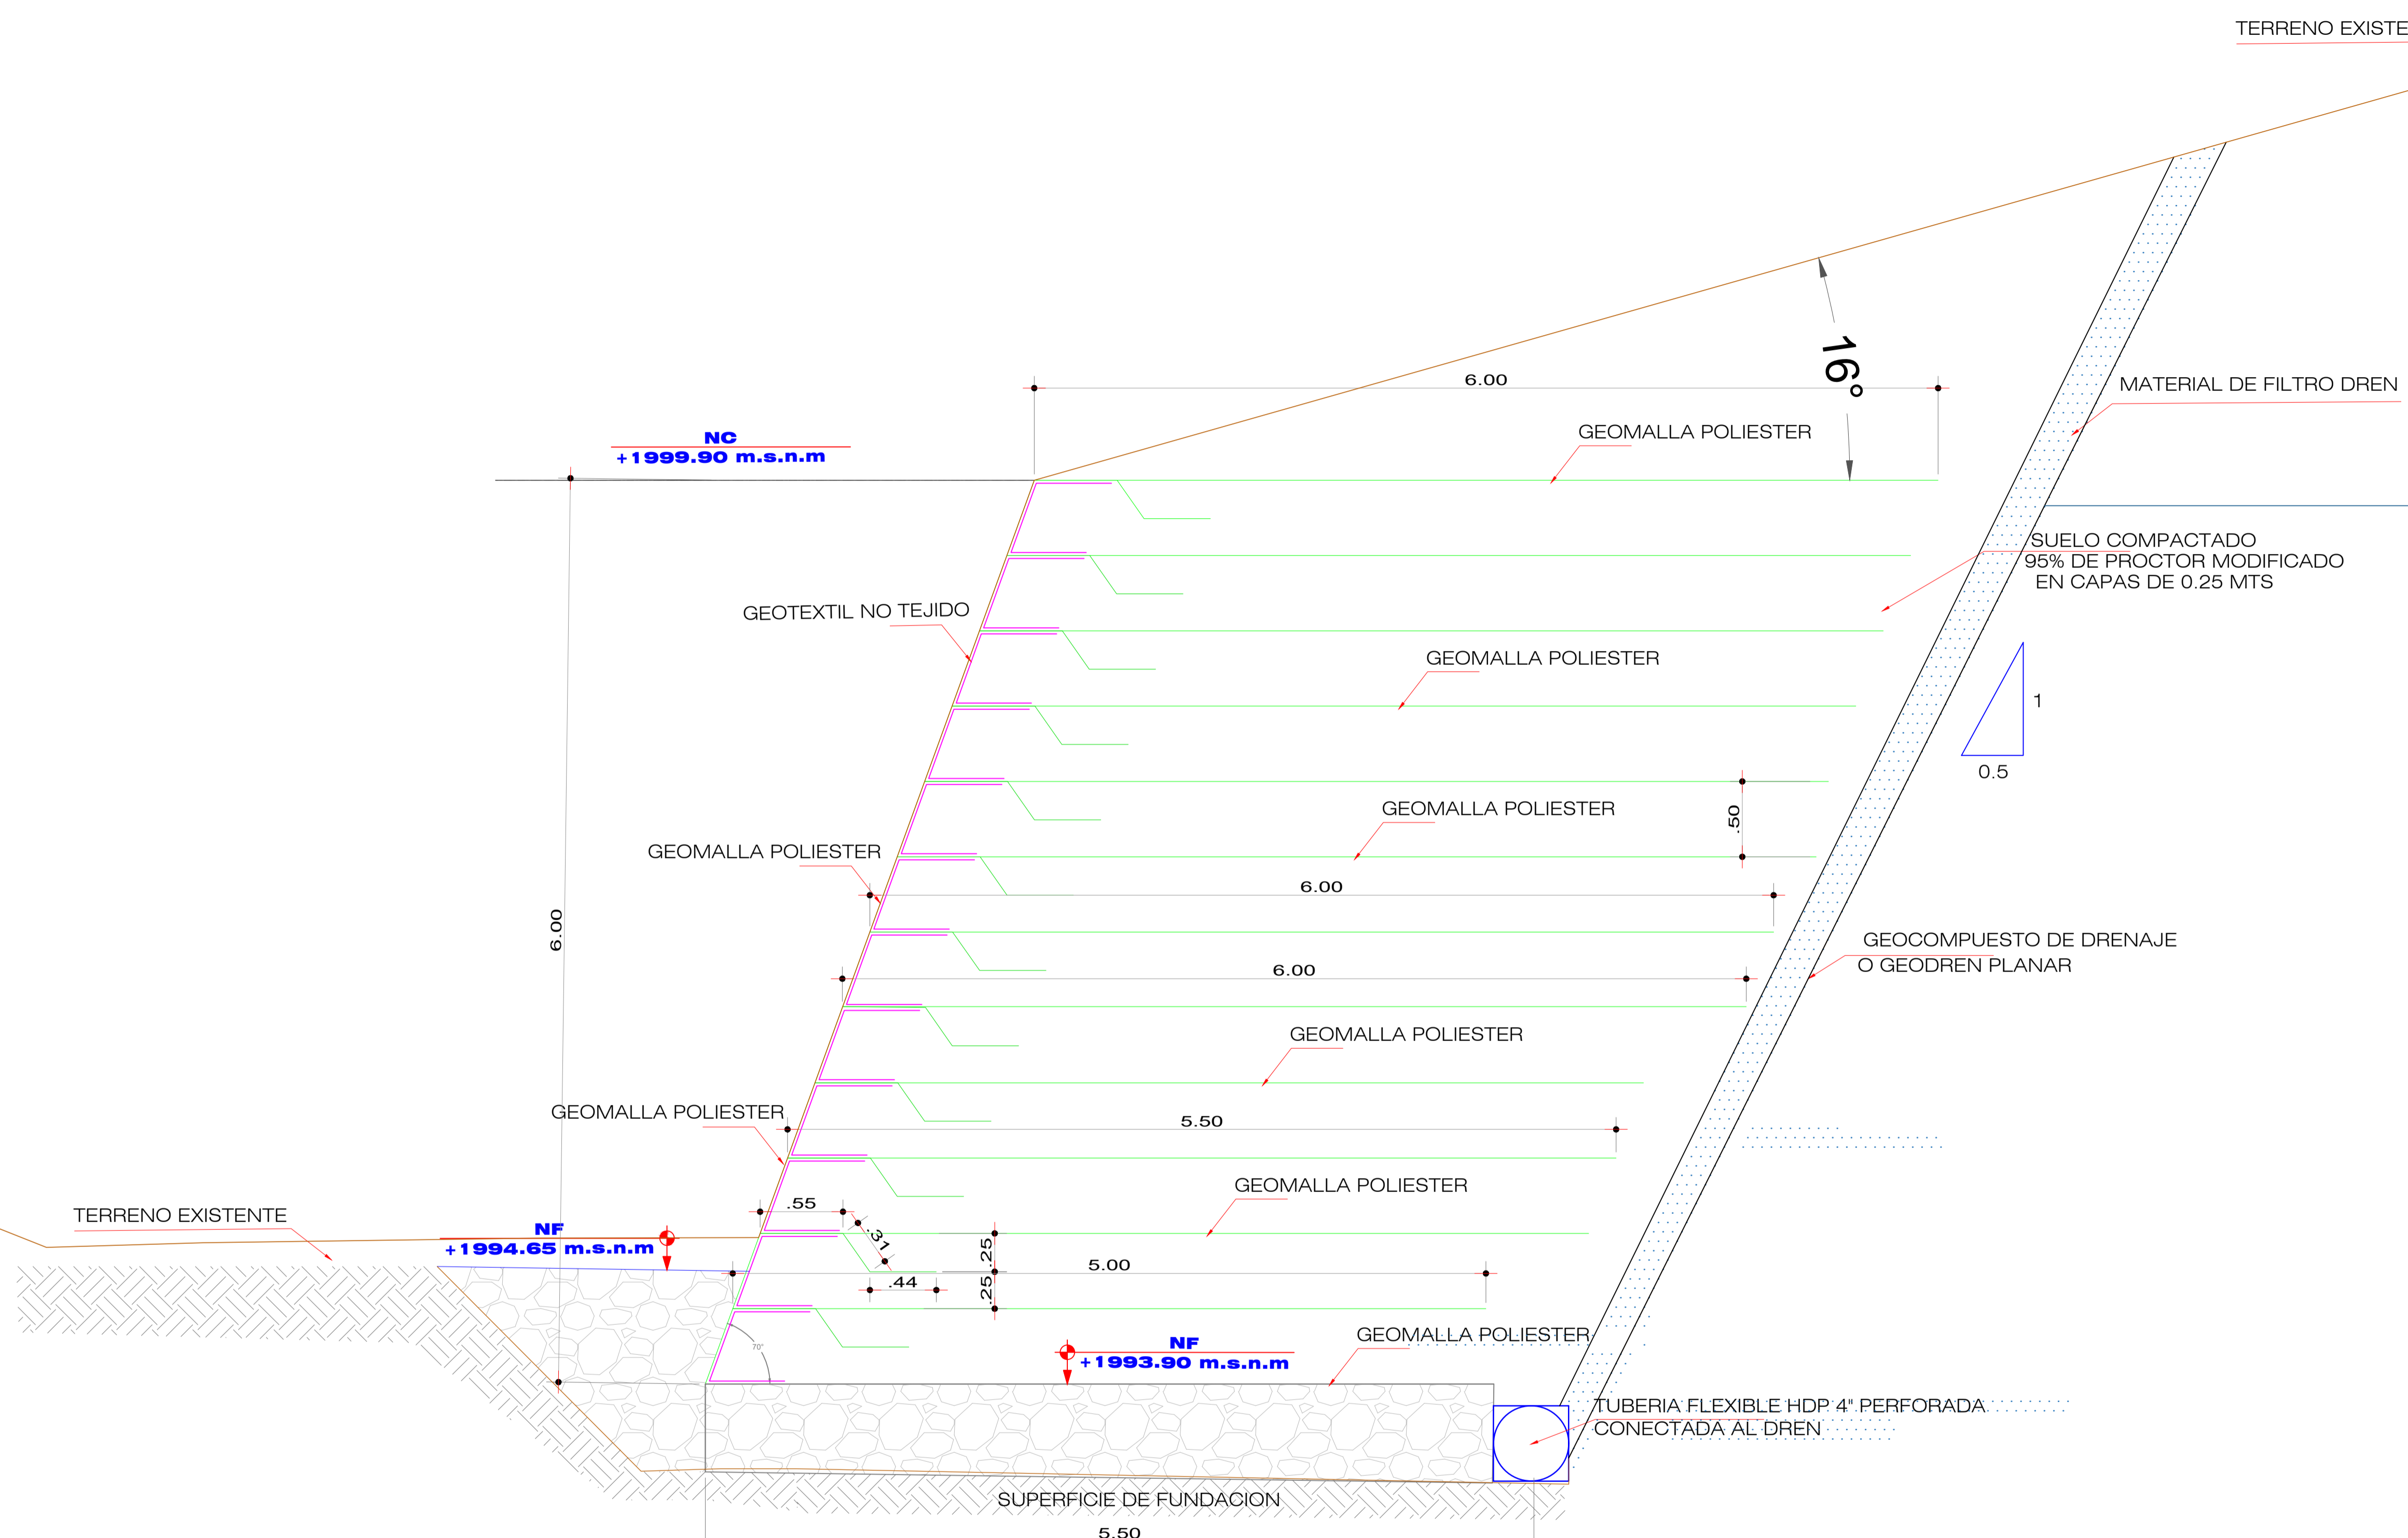 TERRENO EXISTE
6.00
16°
MATERIAL DE FILTRO DREN
NC
+1999.90 m.s.n.m
GEOMALLA POLIESTER
SUELO COMPACTADO
95% DE PROCTOR MODIFICADO
EN CAPAS DE 0.25 MTS
GEOTEXTIL NO TEJIDO
GEOMALLA POLIESTER
1
0.5
GEOMALLA POLIESTER
.50
GEOMALLA POLIESTER
6.00
6.00
GEOCOMPUESTO DE DRENAJE
O GEODREN PLANAR
6.00
GEOMALLA POLIESTER
GEOMALLA POLIESTER
5.50
GEOMALLA POLIESTER
.55
TERRENO EXISTENTE
NF
+1994.65 m.s.n.m
.31
.25
5.00
.44
.25
70°
NF
+1993.90 m.s.n.m
GEOMALLA POLIESTER
TUBERIA FLEXIBLE HDP. 4" PERFORADA
CONECTADA AL DREN
SUPERFICIE DE FUNDACION
5.50